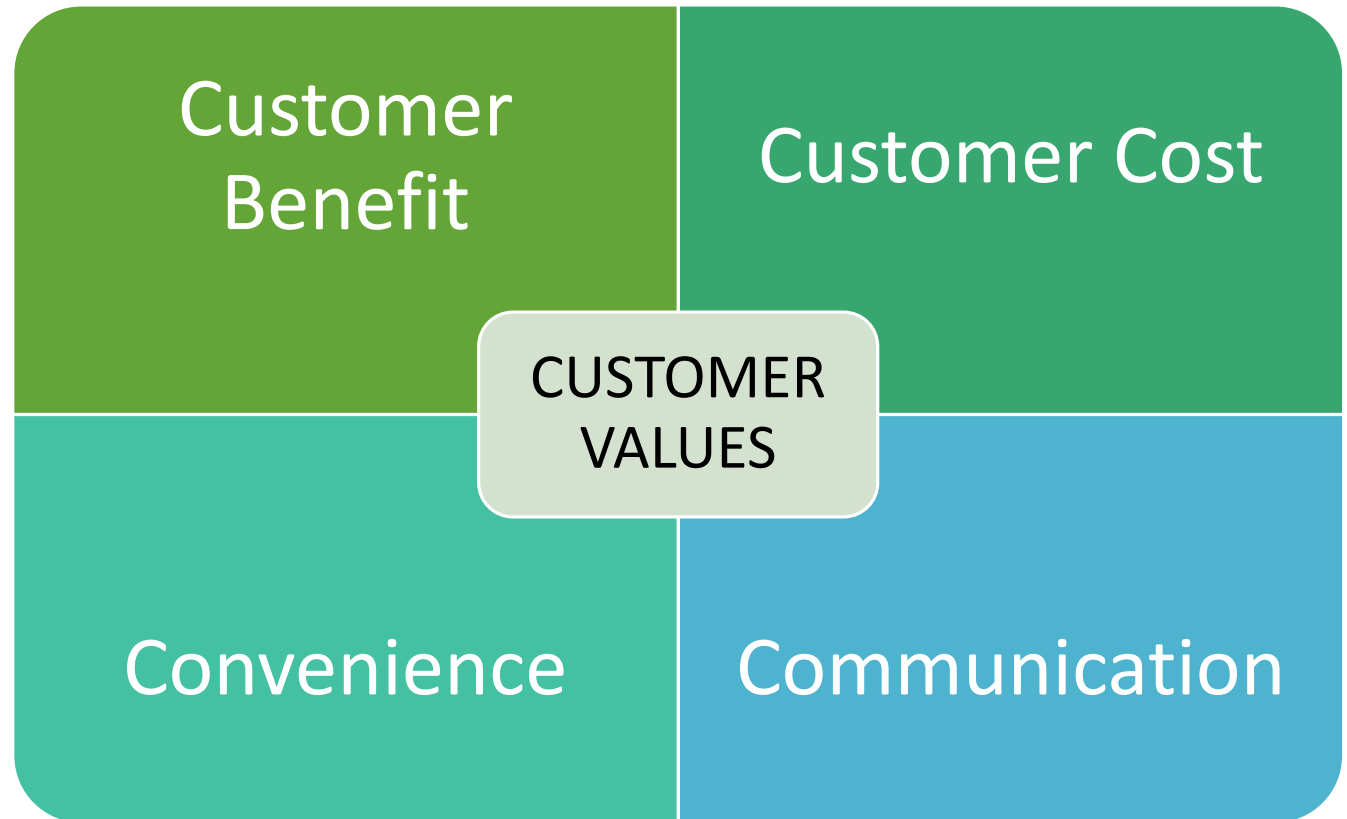 Customer
Benefit
Customer Cost
CUSTOMER
VALUES
Convenience
Communication